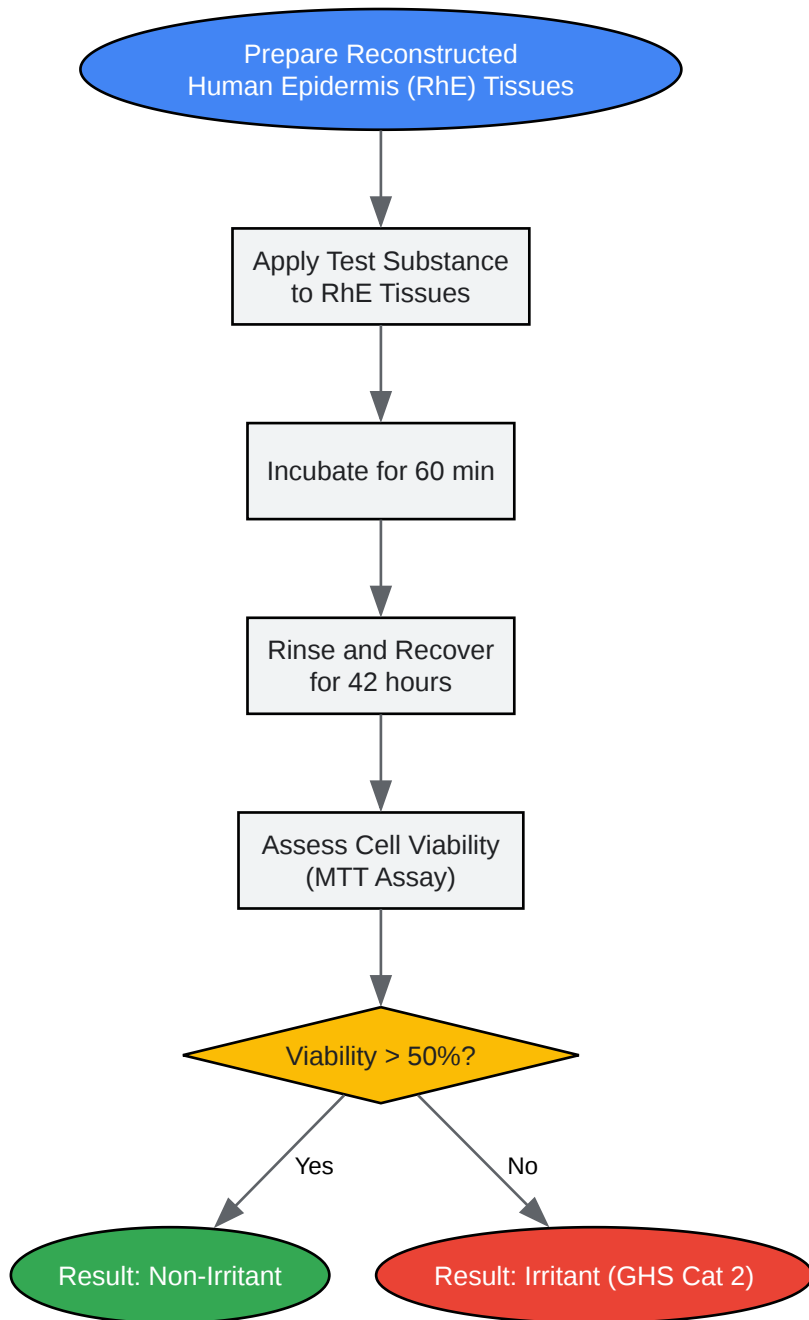 Prepare Reconstructed
Human Epidermis (RhE) Tissues
Apply Test Substance
to RhE Tissues
Incubate for 60 min
Rinse and Recover
for 42 hours
Assess Cell Viability
(MTT Assay)
Viability > 50%?
Yes
No
Result: Non-Irritant
Result: Irritant (GHS Cat 2)